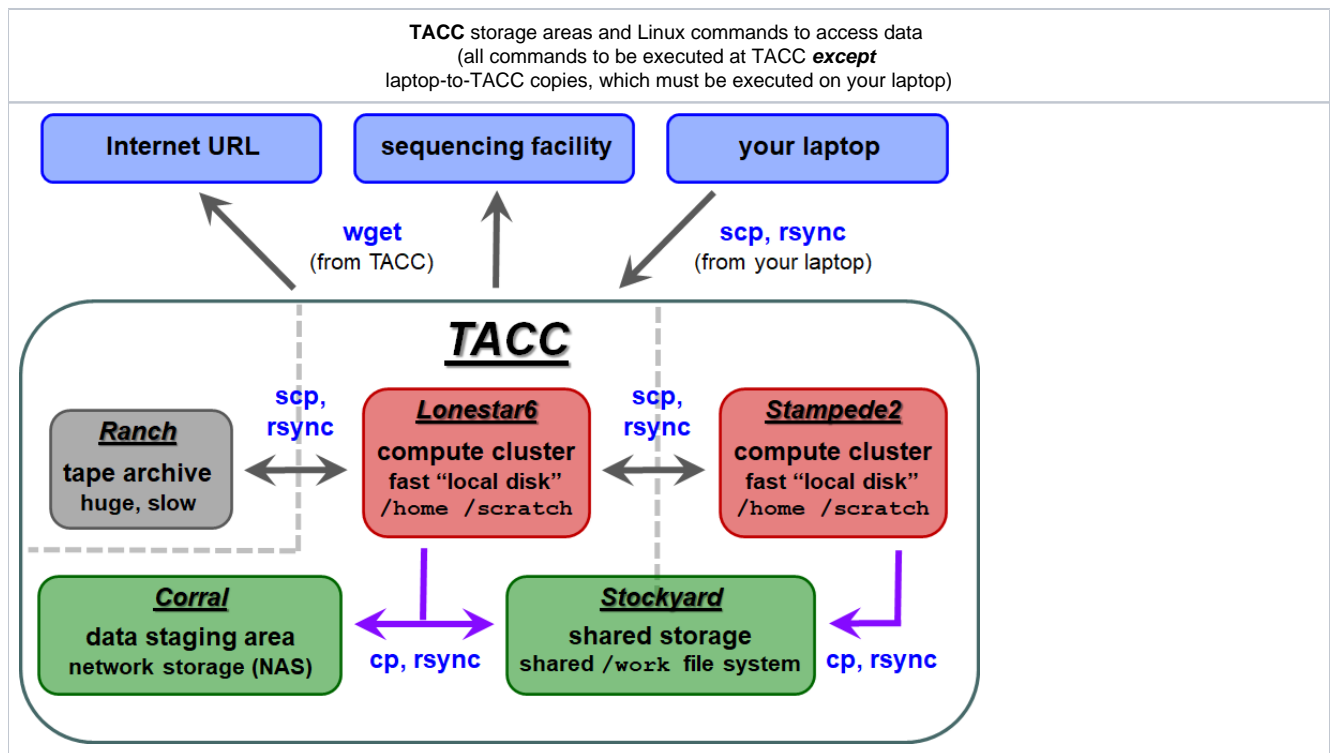 TACC storage areas and Linux commands to access data
(all commands to be executed at TACC except
laptop-to-TACC copies, which must be executed on your laptop)
Internet URL
sequencing facility
your laptop
wget
(from TACC)
scp, rsync
(from your laptop)
TACC
Ranch
tape archive
huge, slow
scp,
rsync
Lonestar6
compute cluster
fast “local disk”
/home /scratch
scp,
rsync
Stampede2
compute cluster
fast “local disk”
/home /scratch
Corral
data staging area
network storage (NAS)
cp, rsync
Stockyard
shared storage
shared /work file system
cp, rsync